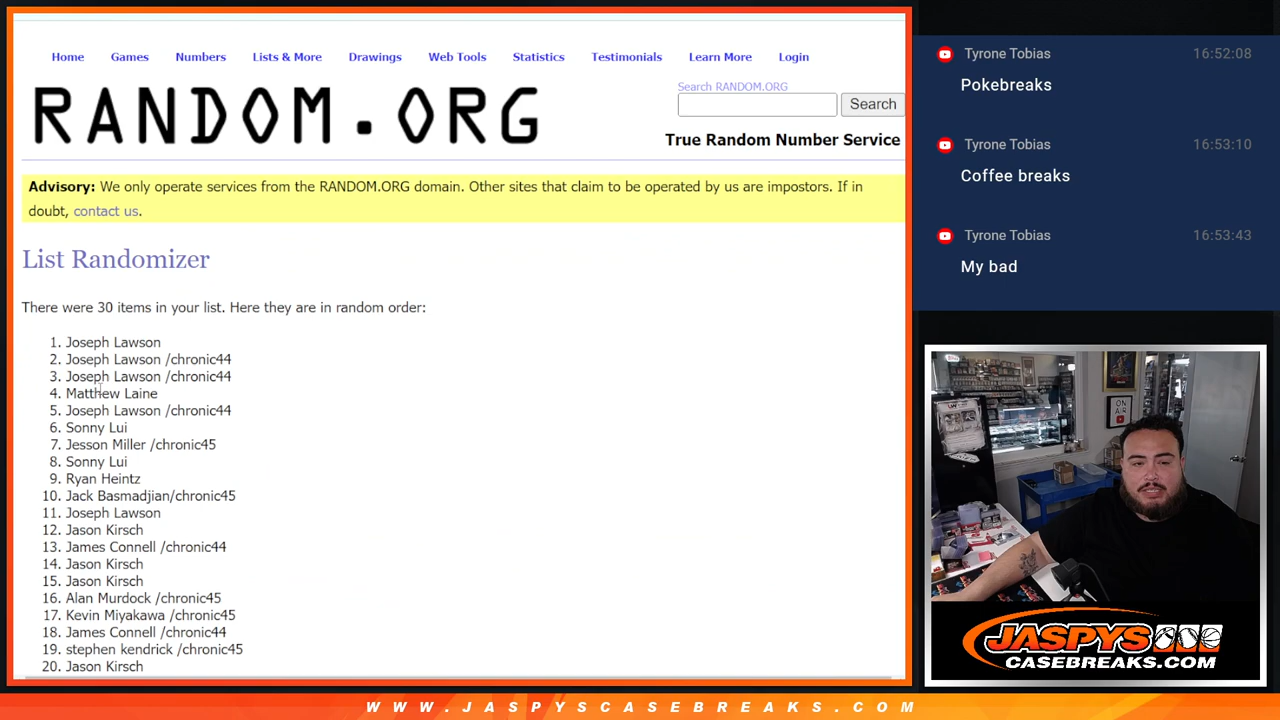 Home Games Numbers Lists & More Drawings Web Tools Statistics Testimonials Learn More Login
RANDOM.ORG
Search RANDOM.ORG
Search
True Random Number Service
Advisory: We only operate services from the RANDOM.ORG domain. Other sites that claim to be operated by us are impostors. If in
doubt, contact us.
List Randomizer
There were 30 items in your list. Here they are in random order:
1. Joseph Lawson
2. Joseph Lawson /chronic44
3. Joseph Lawson /chronic44
4. Matthew Laine
5. Joseph Lawson /chronic44
6. Sonny Lui
7. Jesson Miller /chronic45
8. Sonny Lui
9. Ryan Heintz
10. Jack Basmadjian/chronic45
11. Joseph Lawson
12. Jason Kirsch
13. James Connell /chronic44
14. Jason Kirsch
15. Jason Kirsch
16. Alan Murdock /chronic45
17. Kevin Miyakawa /chronic45
18. James Connell /chronic44
19. stephen kendrick /chronic45
20. Jason Kirsch
Tyrone Tobias 16:52:08
Pokebreaks
Tyrone Tobias 16:53:10
Coffee breaks
Tyrone Tobias 16:53:43
My bad
ON
AIR
JASPYS
CASEBREAKS.COM
WWW.JASPYSCASEBREAKS.COM